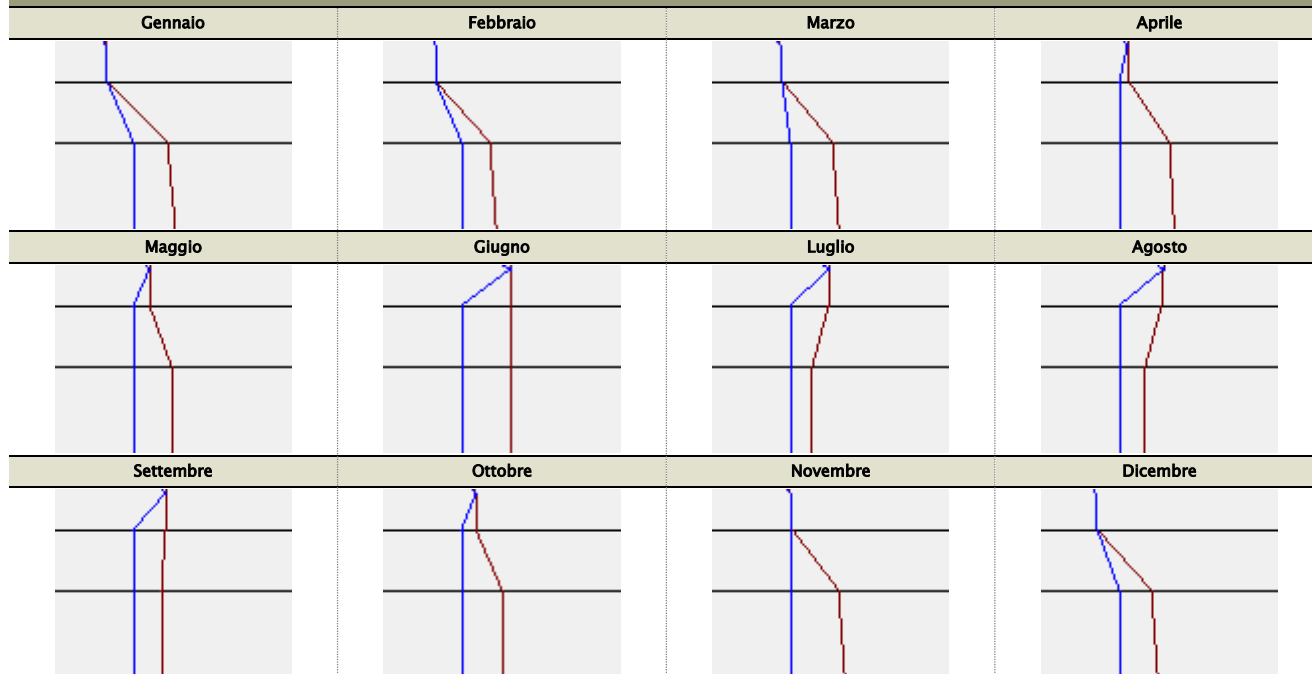 Gennaio Febbraio Marzo Aprile
Maggio Giugno Luglio Agosto
Settembre Ottobre Novembre Dicembre